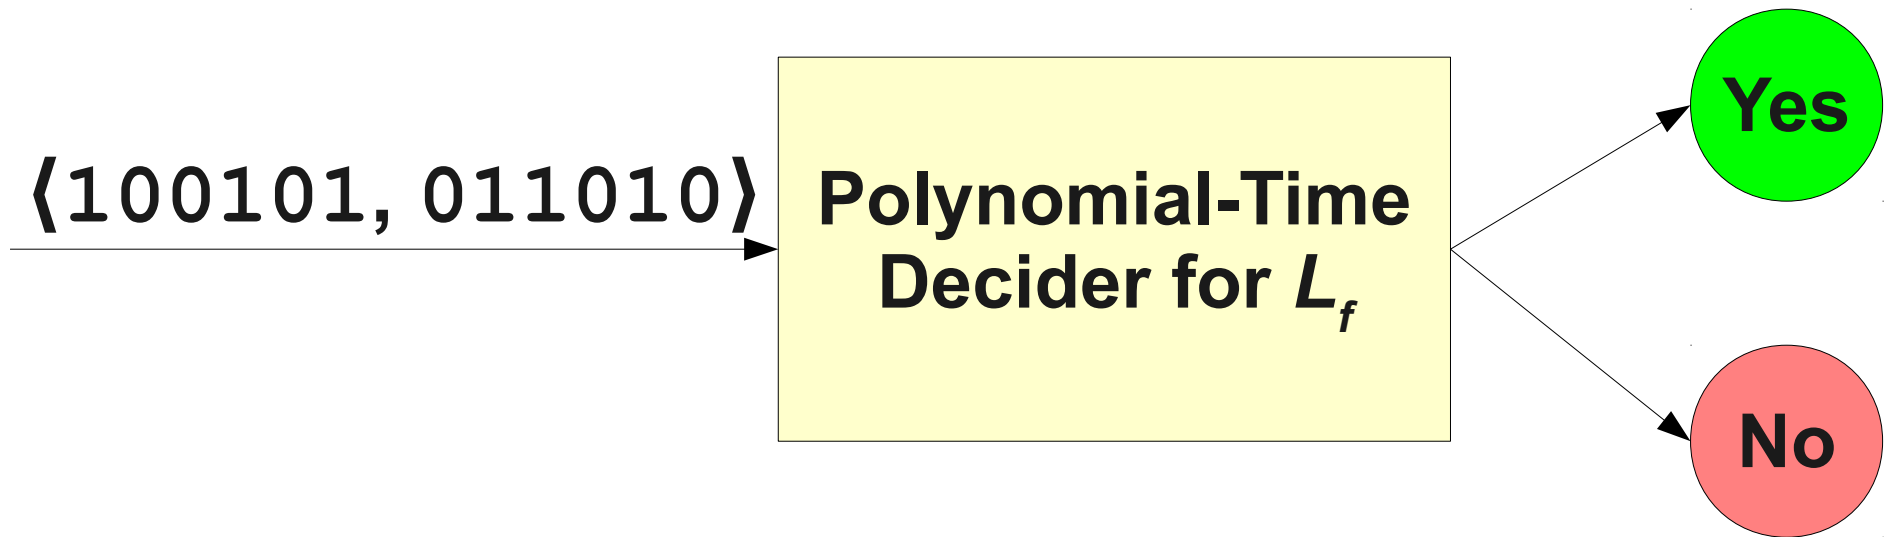 ⟨100101, 011010⟩
Polynomial-Time
Decider for L_f
Yes
No